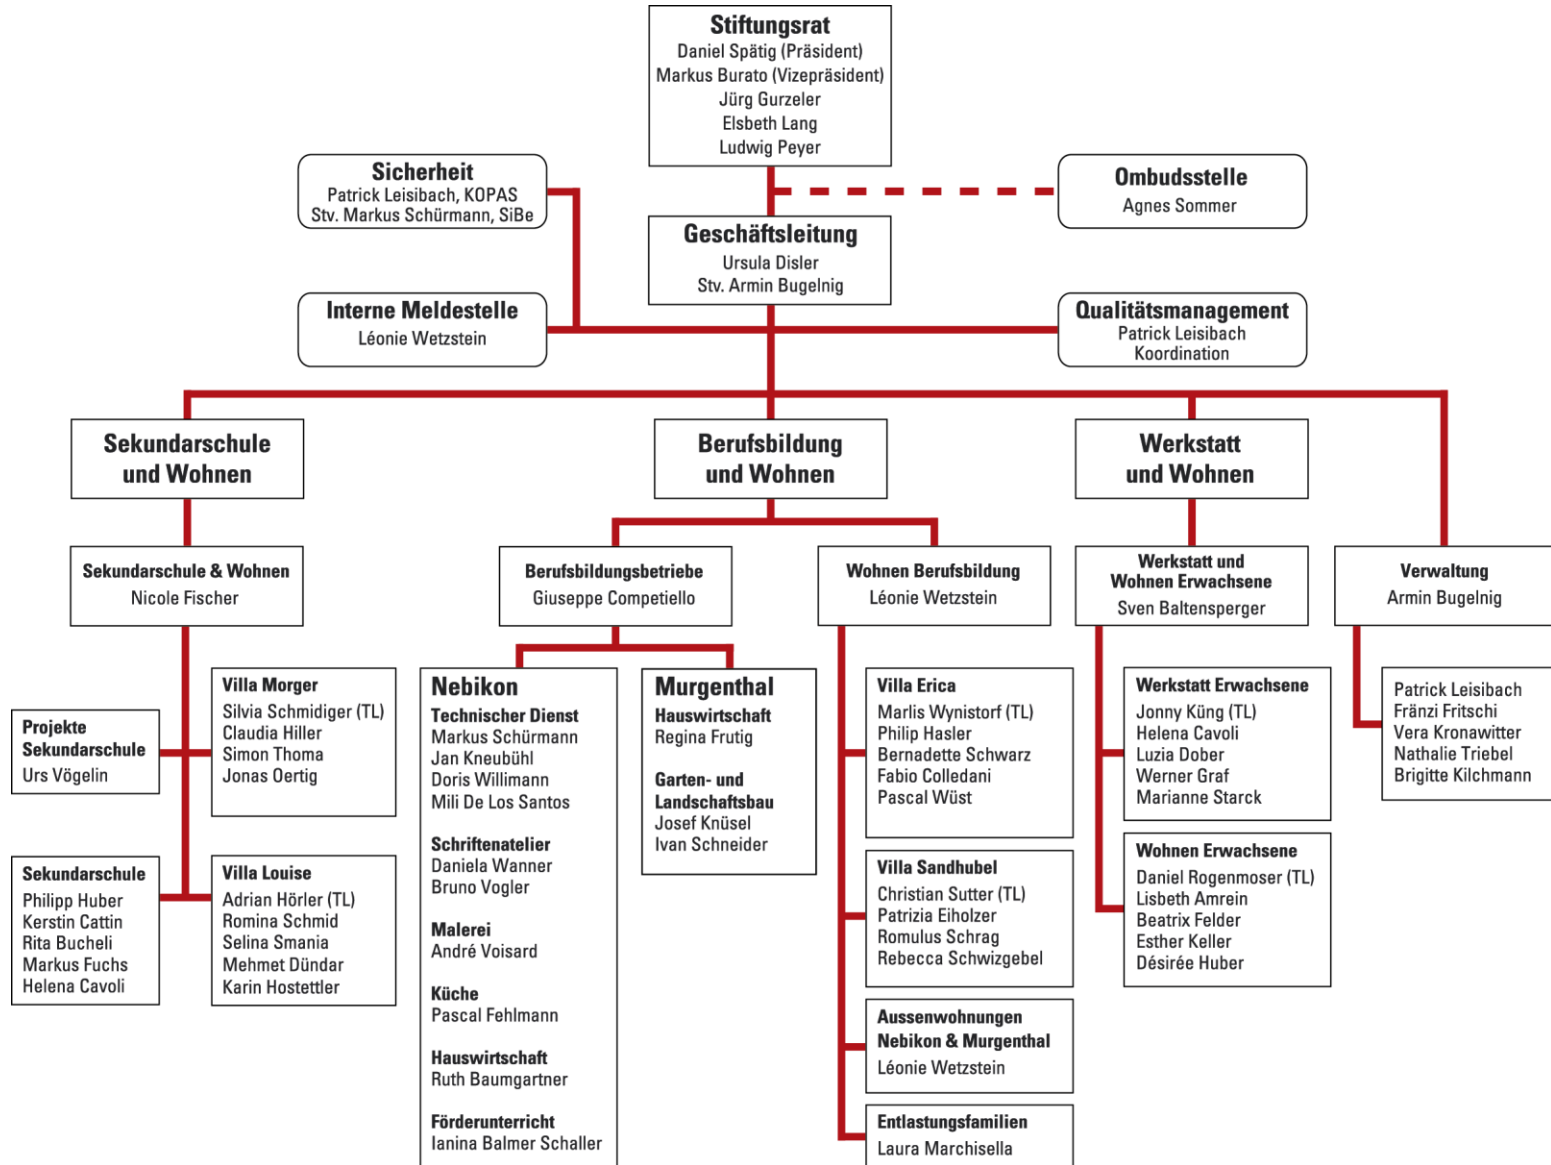 Stiftungsrat
Daniel Spätig (Präsident)
Markus Burato (Vizepräsident)
Jürg Gurzeler
Elsbeth Lang
Ludwig Peyer
Sicherheit
Patrick Leisibach, KOPAS
Stv. Markus Schürmann, SiBe
Ombudsstelle
Agnes Sommer
Geschäftsleitung
Ursula Disler
Stv. Armin Bugelnig
Interne Meldestelle
Léonie Wetzstein
Qualitätsmanagement
Patrick Leisibach
Koordination
Sekundarschule
und Wohnen
Berufsbildung
und Wohnen
Werkstatt
und Wohnen
Sekundarschule & Wohnen
Nicole Fischer
Berufsbildungsbetriebe
Giuseppe Competiello
Wohnen Berufsbildung
Léonie Wetzstein
Werkstatt und
Wohnen Erwachsene
Sven Baltensperger
Verwaltung
Armin Bugelnig
Projekte
Sekundarschule
Urs Vögelin
Villa Morger
Silvia Schmidiger (TL)
Claudia Hiller
Simon Thoma
Jonas Oertig
Sekundarschule
Philipp Huber
Kerstin Cattin
Rita Bucheli
Markus Fuchs
Helena Cavoli
Villa Louise
Adrian Hörler (TL)
Romina Schmid
Selina Smania
Mehmet Dündar
Karin Hostettler
Nebikon
Technischer Dienst
Markus Schürmann
Jan Kneubühl
Doris Willimann
Mili De Los Santos
Schriftenatelier
Daniela Wanner
Bruno Vogler
Malerei
André Voisard
Küche
Pascal Fehlmann
Hauswirtschaft
Ruth Baumgartner
Förderunterricht
Ianina Balmer Schaller
Murgenthal
Hauswirtschaft
Regina Frutig
Garten- und
Landschaftsbau
Josef Knüsel
Ivan Schneider
Villa Erica
Marlis Wynistorf (TL)
Philip Hasler
Bernadette Schwarz
Fabio Colledani
Pascal Wüst
Villa Sandhubel
Christian Sutter (TL)
Patrizia Eiholzer
Romulus Schrag
Rebecca Schwizgebel
Aussenwohnungen
Nebikon & Murgenthal
Léonie Wetzstein
Entlastungsfamilien
Laura Marchisella
Werkstatt Erwachsene
Jonny Küng (TL)
Helena Cavoli
Luzia Dober
Werner Graf
Marianne Starck
Wohnen Erwachsene
Daniel Rogenmoser (TL)
Lisbeth Amrein
Beatrix Felder
Esther Keller
Désirée Huber
Patrick Leisibach
Fränzi Fritschi
Vera Kronawitter
Nathalie Triebel
Brigitte Kilchmann